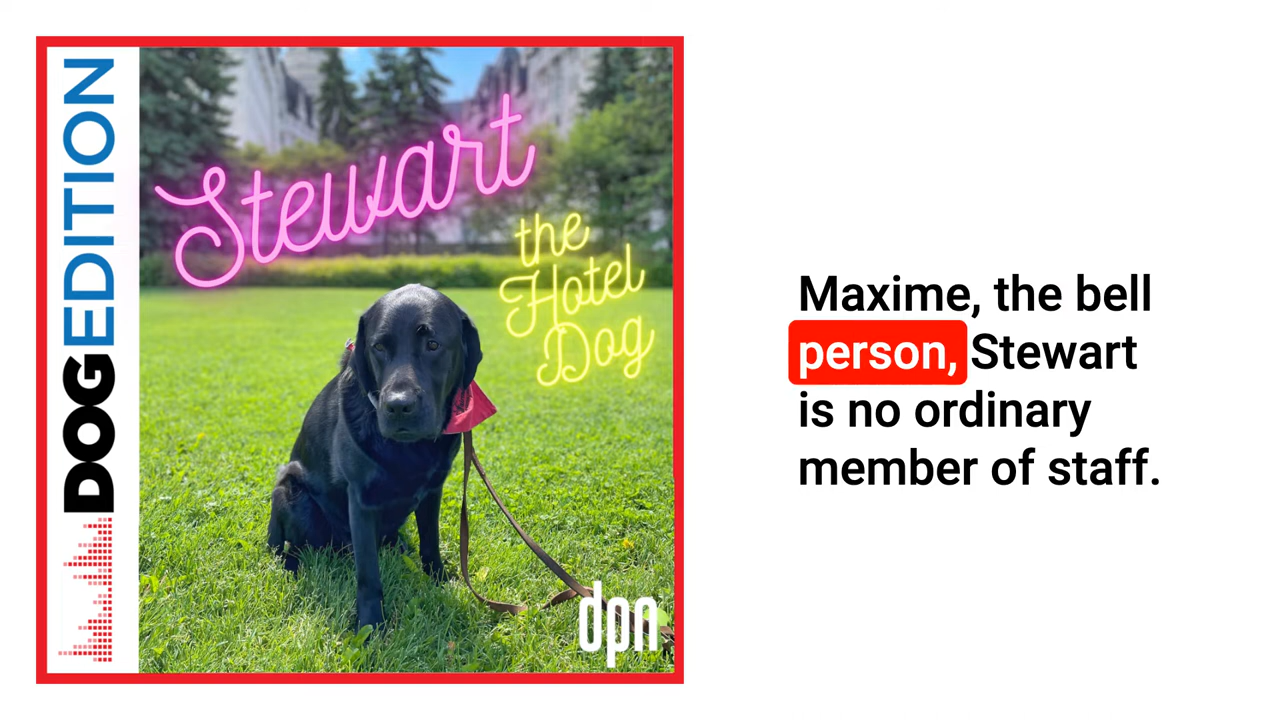 DOGEDITION
Stewart
the
Hotel
Dog
dpn
Maxime, the bell
person, Stewart
is no ordinary
member of staff.